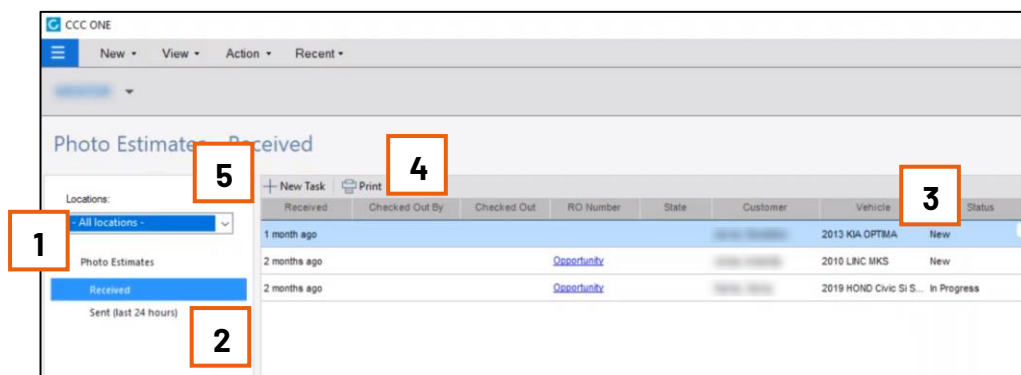 CCC ONE
New View Action Recent
Photo Estimates Received
5
4
+ New Task Print
Locations:
- All locations -
3
Received Checked Out By Checked Out RO Number State Customer Vehicle Status
1
1 month ago 2013 KIA OPTIMA New
Photo Estimates
2 months ago Opportunity 2010 LINC MKS New
Received
2 months ago Opportunity 2019 HOND Civic Si S... In Progress
Sent (last 24 hours)
2